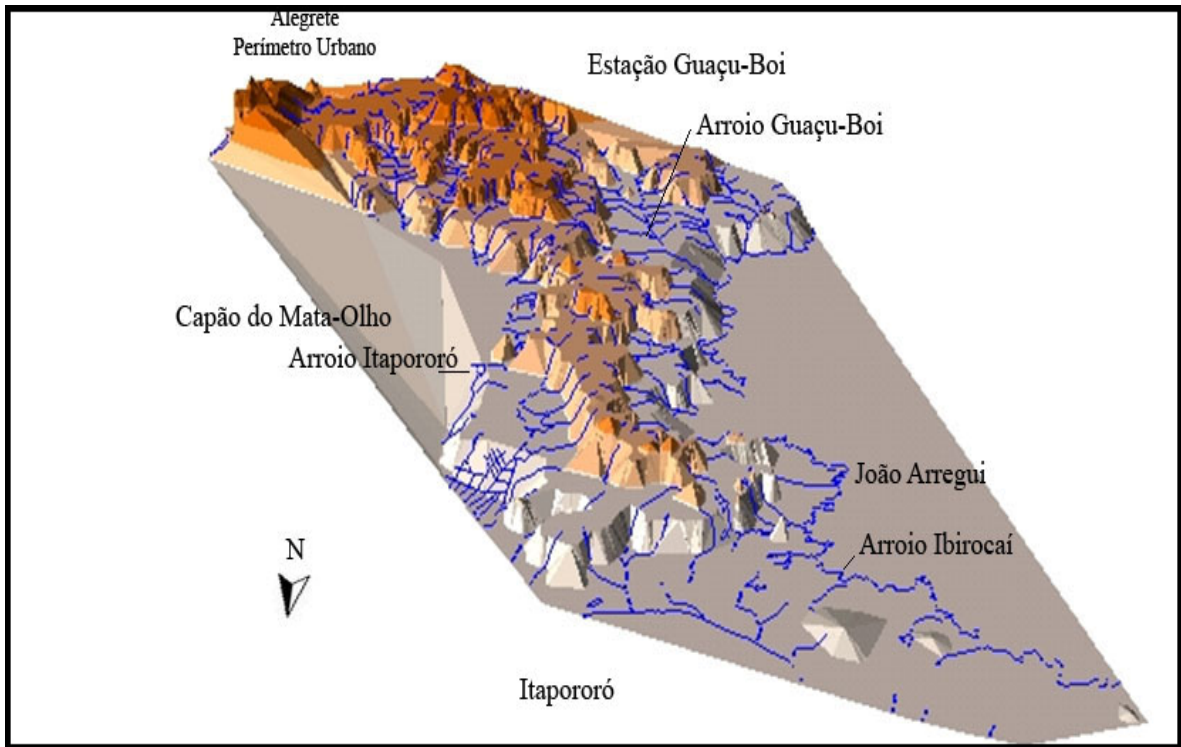 Alegrete
Perímetro Urbano
Estação Guaçu-Boi
Arroio Guaçu-Boi
Capão do Mata-Olho
Arroio Itapororó
João Arregui
Arroio Ibirocaí
N
Itapororó